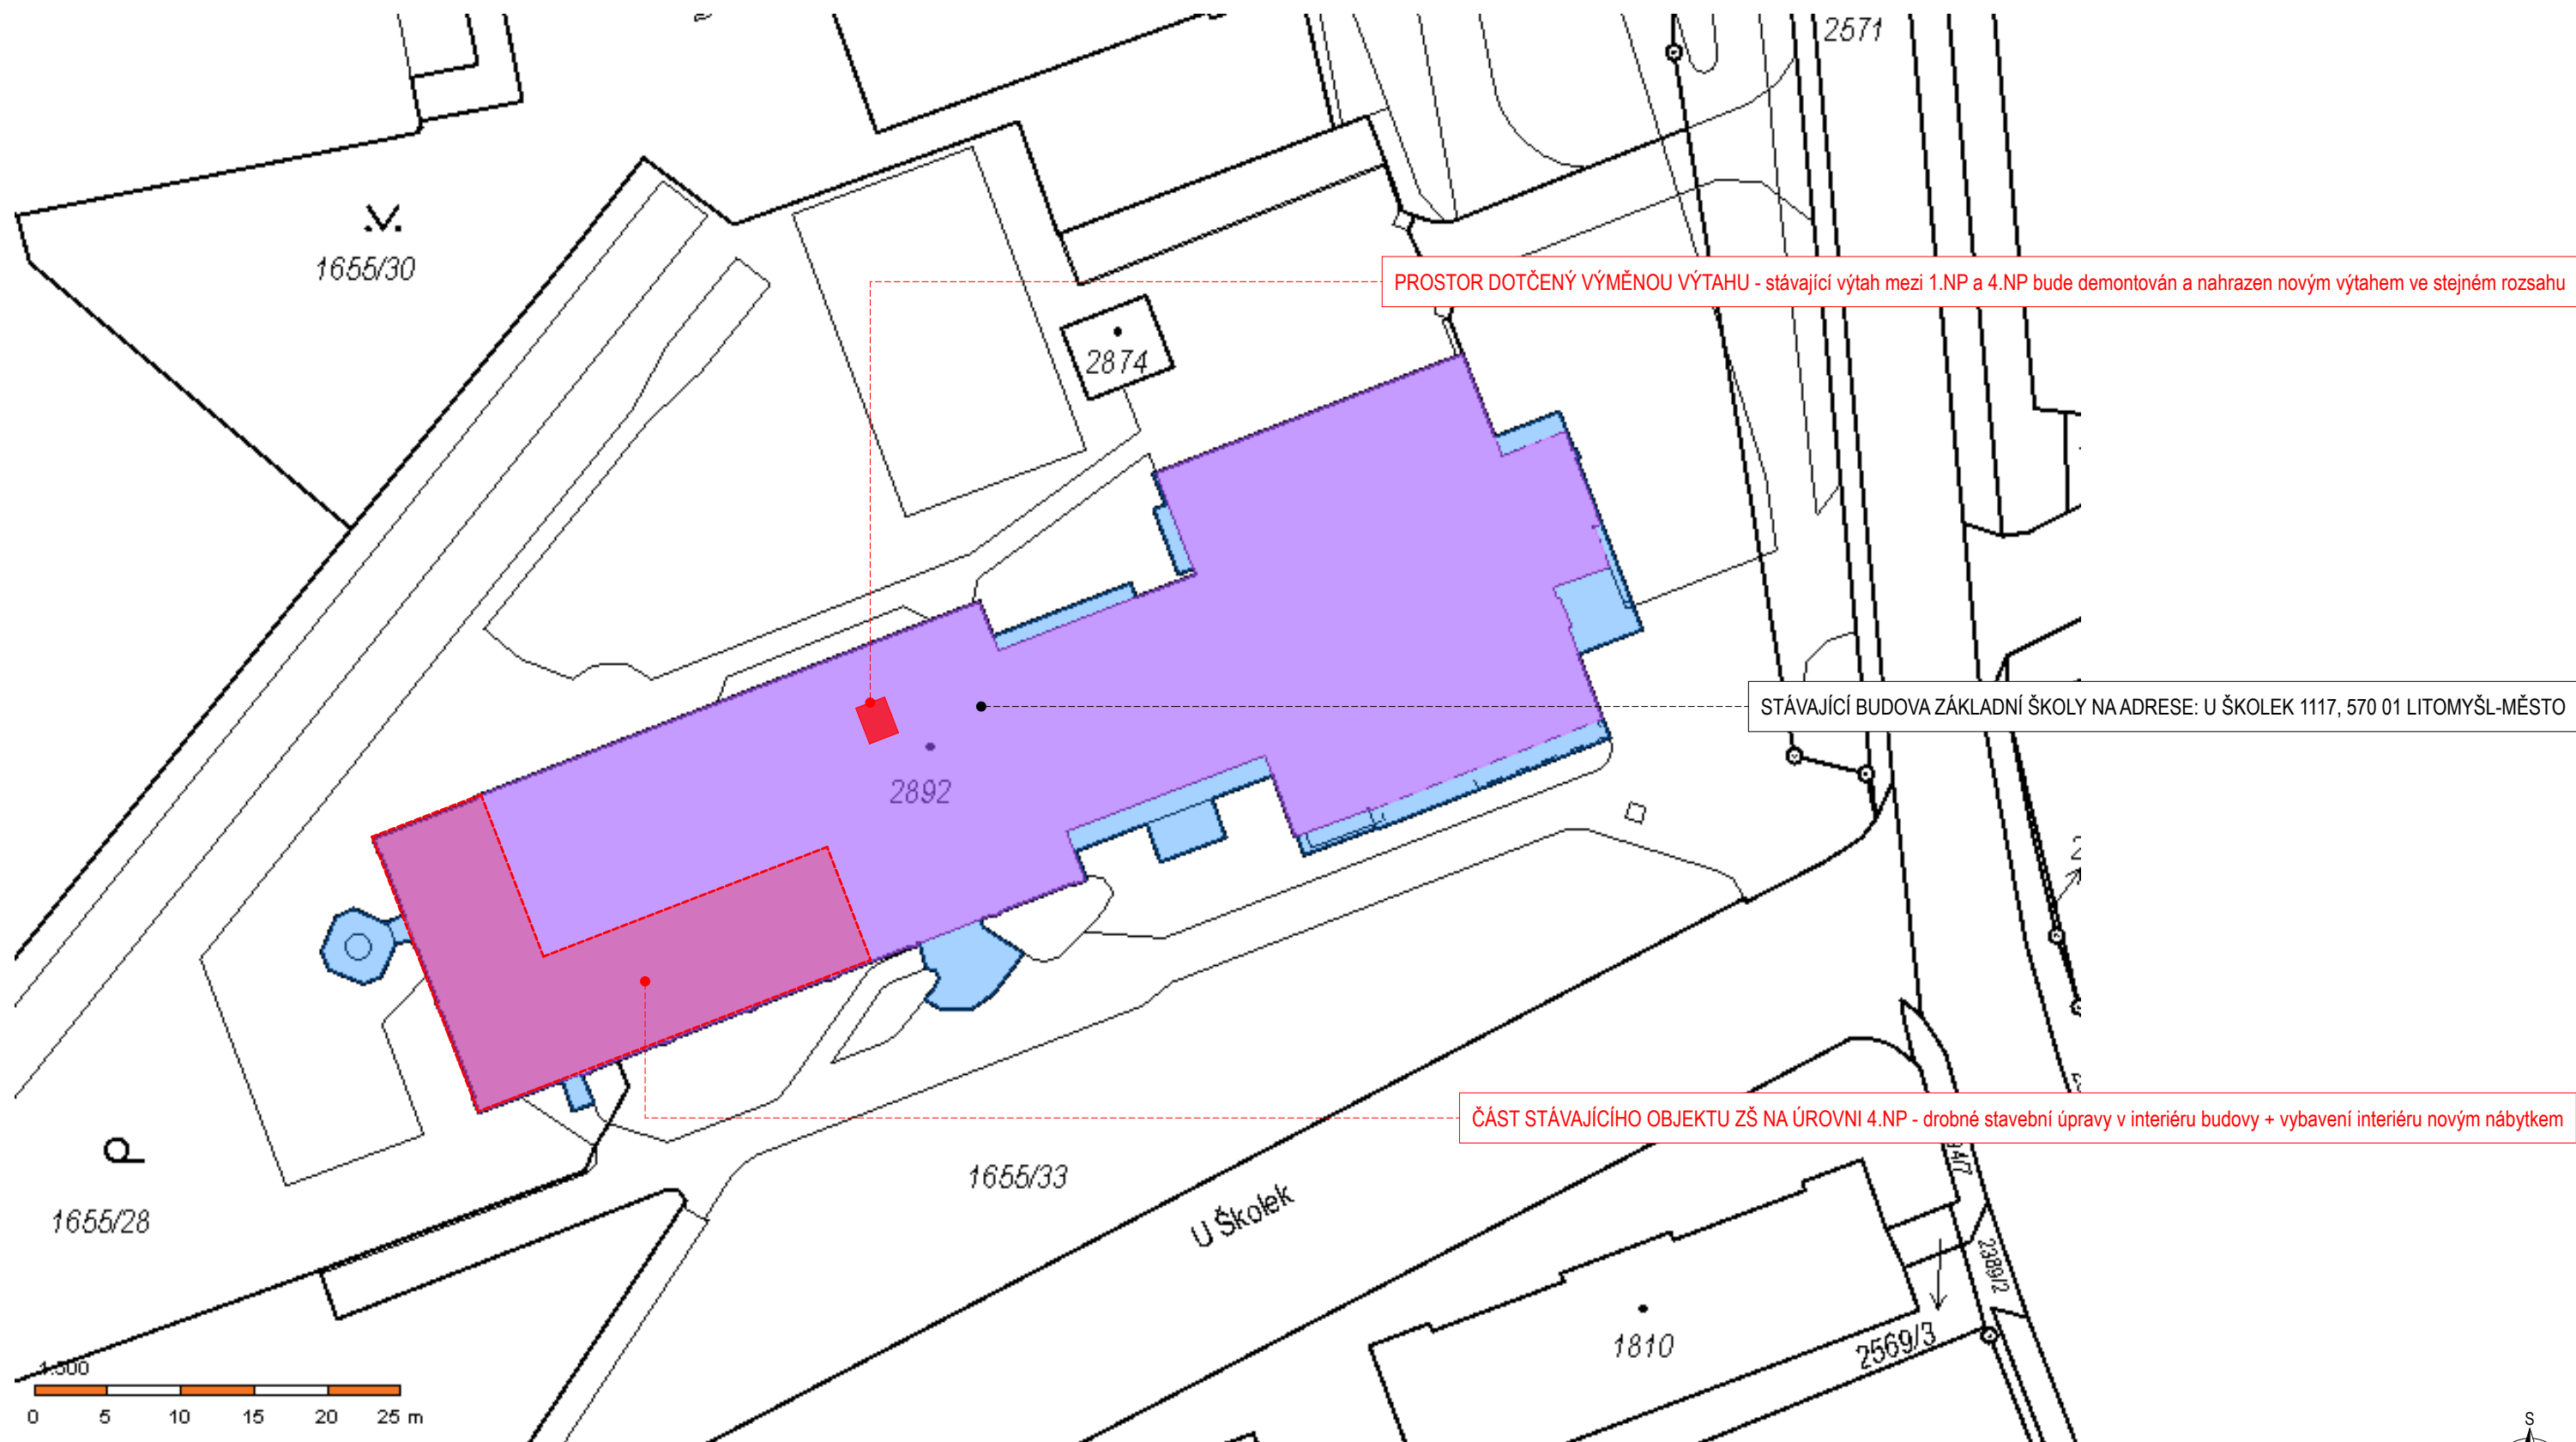 2571
1655/30
PROSTOR DOTČENÝ VÝMĚNOU VÝTAHU - stávající výtah mezi 1.NP a 4.NP bude demontován a nahrazen novým výtahem ve stejném rozsahu
2874
STÁVAJÍCÍ BUDOVA ZÁKLADNÍ ŠKOLY NA ADRESE: U ŠKOLEK 1117, 570 01 LITOMYŠL-MĚSTO
2892
ČÁST STÁVAJÍCÍHO OBJEKTU ZŠ NA ÚROVNI 4.NP - drobné stavební úpravy v interiéru budovy + vybavení interiéru novým nábytkem
1655/33
1655/28
U Školek
2389/2
1810
2569/3
1:500
0 5 10 15 20 25 m
S